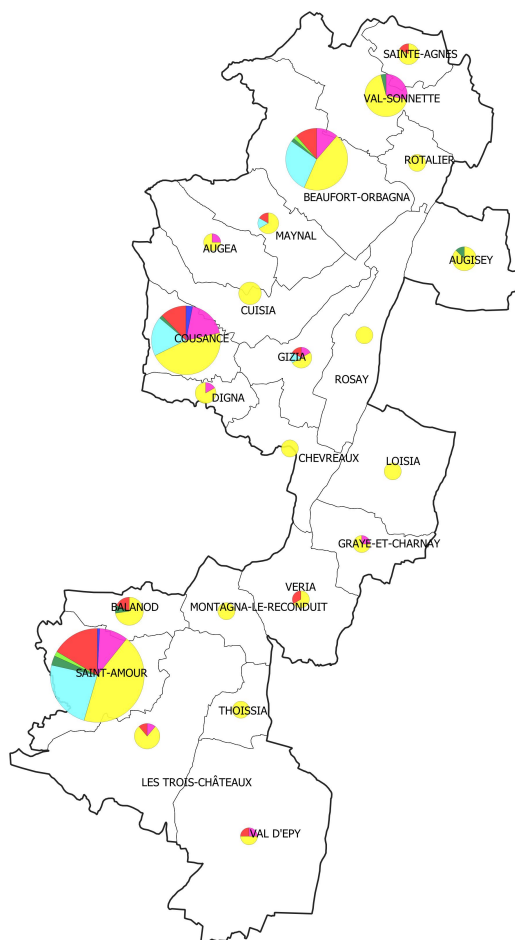 SAINTE-AGNES
VAL-SONNETTE
ROTALIER
BEAUFORT-ORBAGNA
MAYNAL
AUGEA
AUGISEY
CUISIA
COUSANCE
GIZIA
ROSAY
DIGNA
CHEVREAUX
LOISIA
GRAYE-ET-CHARNAY
VERIA
BALANOD
MONTAGNA-LE-RECONDUIT
SAINT-AMOUR
THOISSIA
LES TROIS-CHÂTEAUX
VAL D'EPY